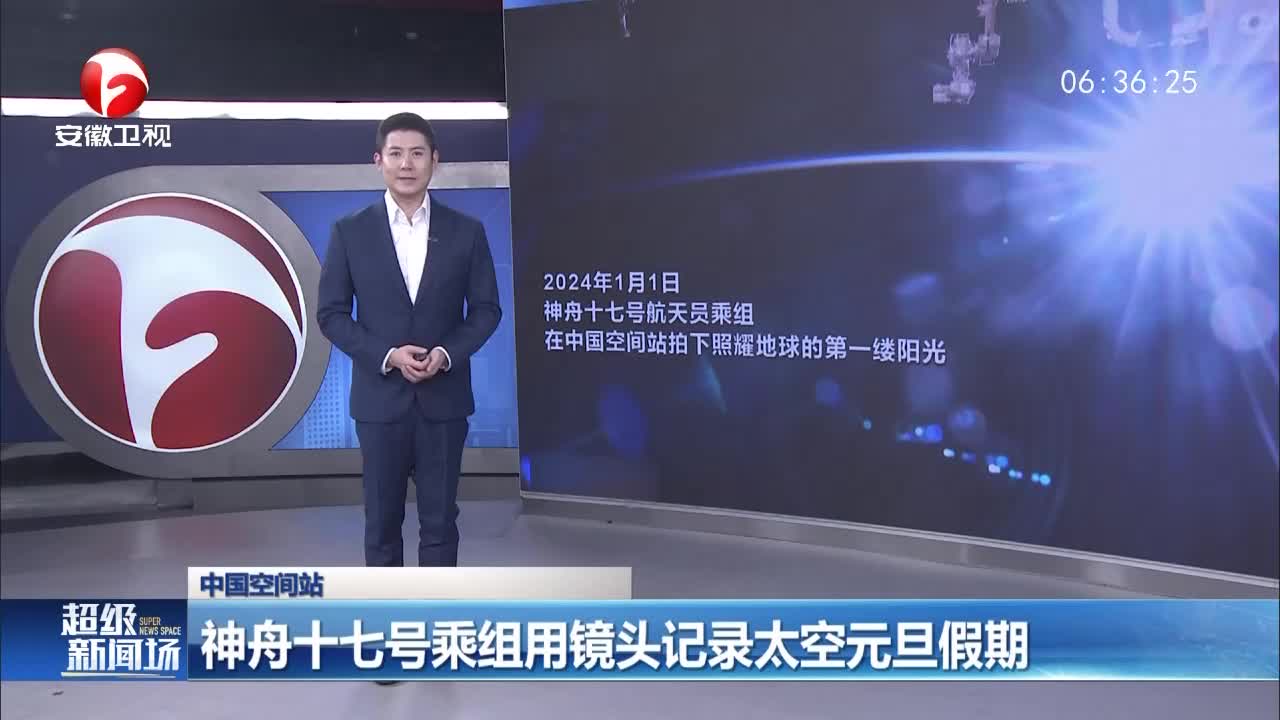 安徽卫视
06:36:25
2024年1月1日
神舟十七号航天员乘组
在中国空间站拍下照耀地球的第一缕阳光
中国空间站
超级新闻场
SUPER
NEWS SPACE
神舟十七号乘组用镜头记录太空元旦假期